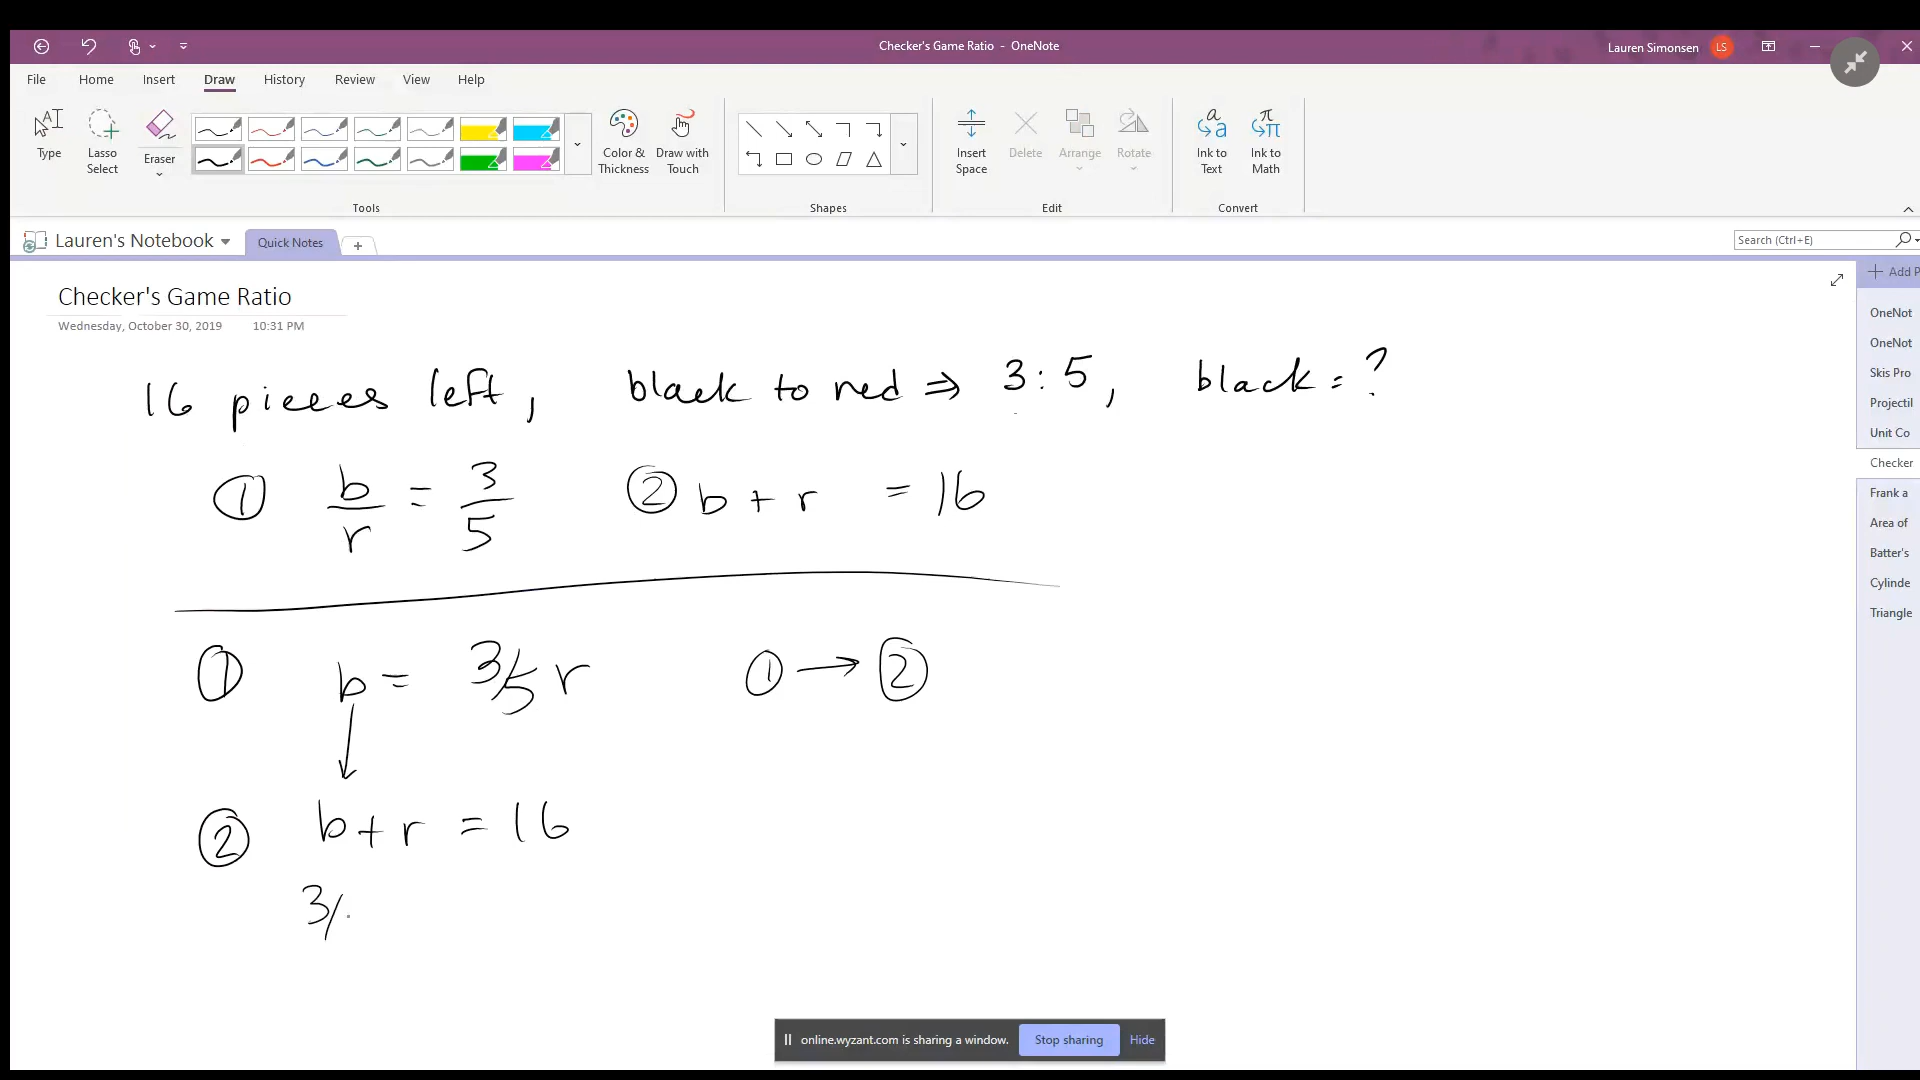 Checker's Game Ratio - OneNote
Lauren Simonsen LS
File Home Insert Draw History Review View Help
Type
Lasso Select
Eraser
Color & Thickness
Draw with Touch
Insert Space
Delete
Arrange
Rotate
Ink to Text
Ink to Math
Tools Shapes Edit Convert
Lauren's Notebook Quick Notes + Search (Ctrl+E)
Add P
Checker's Game Ratio
Wednesday, October 30, 2019 10:31 PM
16 pieces left, black to red ⇒ 3:5, black = ?
① b/r = 3/5 ② b + r = 16
① b = 3/5 r ① → ②
② b + r = 16
3/
OneNot
OneNot
Skis Pro
Projectil
Unit Co
Checker
Frank a
Area of
Batter's
Cylinde
Triangle
online.wyzant.com is sharing a window. Stop sharing Hide